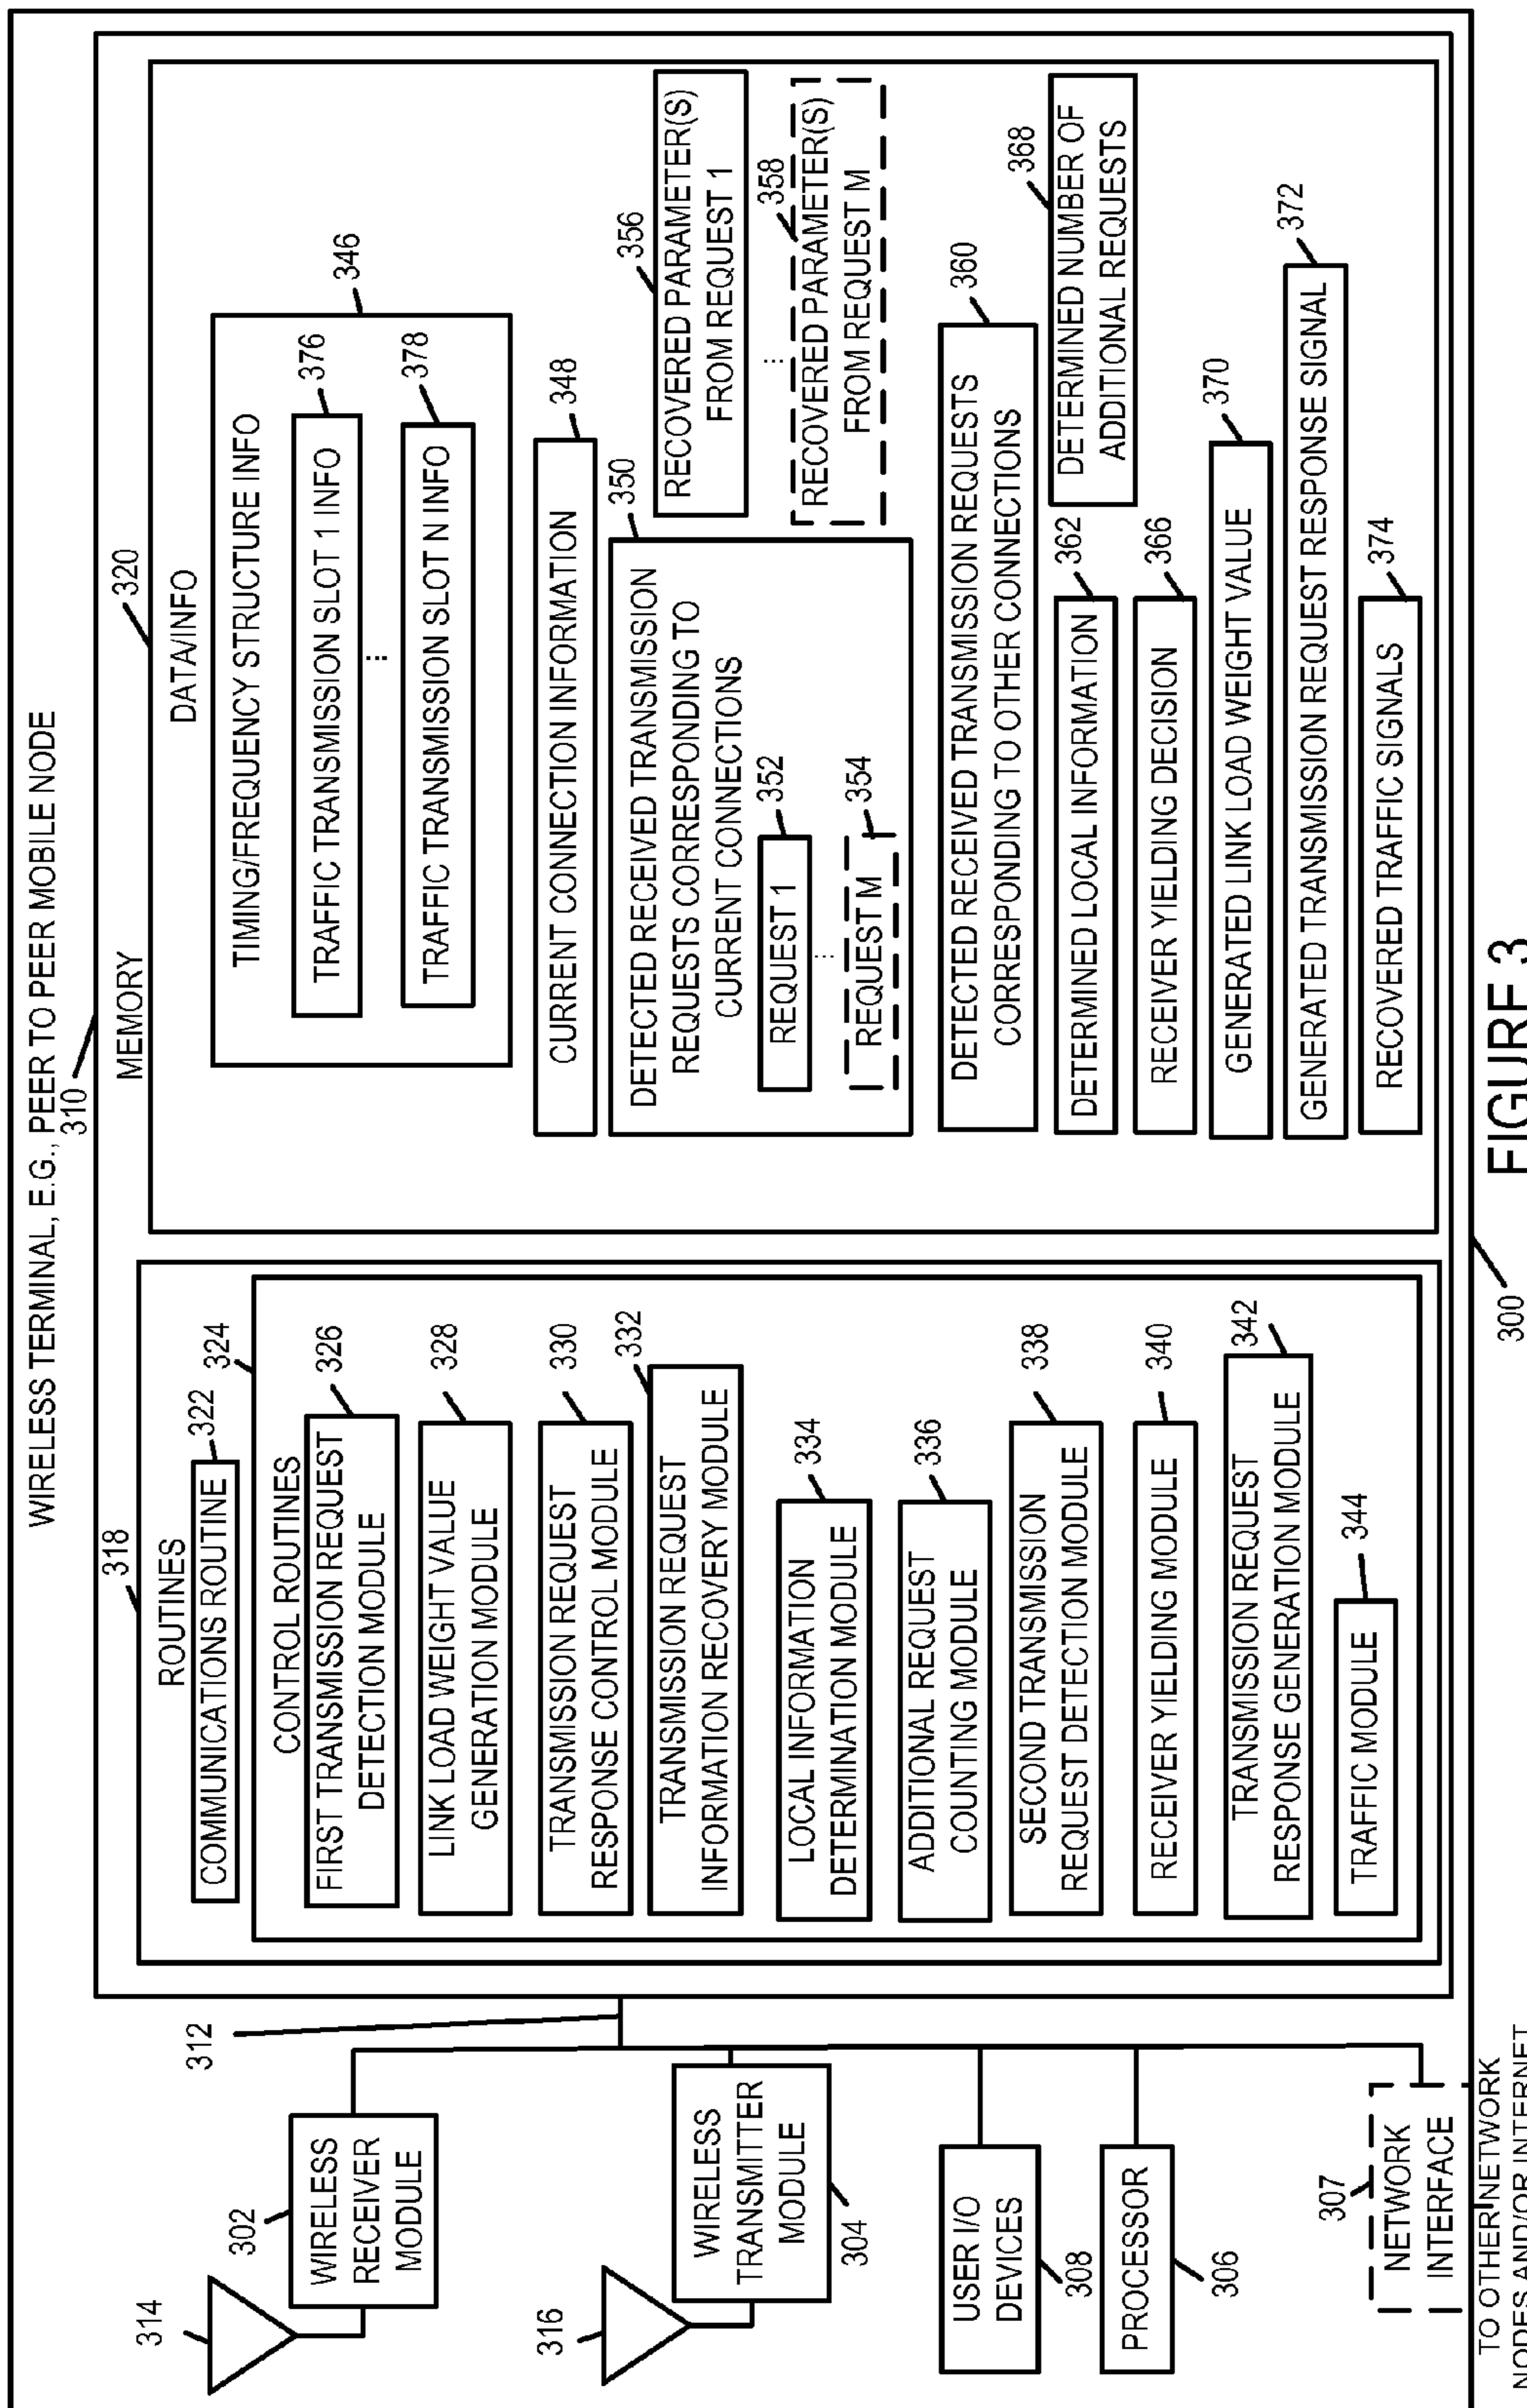 WIRELESS TERMINAL, E.G., PEER TO PEER MOBILE NODE
310
314
302
WIRELESS
RECEIVER
MODULE
316
WIRELESS
TRANSMITTER
MODULE
304
USER I/O
DEVICES
308
PROCESSOR
306
307
NETWORK
INTERFACE
TO OTHER NETWORK
NODES AND/OR INTERNET
312
MEMORY
318
ROUTINES
COMMUNICATIONS ROUTINE
322
324
CONTROL ROUTINES
FIRST TRANSMISSION REQUEST
DETECTION MODULE
326
LINK LOAD WEIGHT VALUE
GENERATION MODULE
328
TRANSMISSION REQUEST
RESPONSE CONTROL MODULE
330
TRANSMISSION REQUEST
INFORMATION RECOVERY MODULE
332
LOCAL INFORMATION
DETERMINATION MODULE
334
ADDITIONAL REQUEST
COUNTING MODULE
336
SECOND TRANSMISSION
REQUEST DETECTION MODULE
338
RECEIVER YIELDING MODULE
340
TRANSMISSION REQUEST
RESPONSE GENERATION MODULE
342
TRAFFIC MODULE
344
320
DATA/INFO
TIMING/FREQUENCY STRUCTURE INFO
346
TRAFFIC TRANSMISSION SLOT 1 INFO
376
...
TRAFFIC TRANSMISSION SLOT N INFO
378
CURRENT CONNECTION INFORMATION
348
350
DETECTED RECEIVED TRANSMISSION
REQUESTS CORRESPONDING TO
CURRENT CONNECTIONS
REQUEST 1
352
...
REQUEST M
354
356
RECOVERED PARAMETER(S)
FROM REQUEST 1
...
358
RECOVERED PARAMETER(S)
FROM REQUEST M
DETECTED RECEIVED TRANSMISSION REQUESTS
CORRESPONDING TO OTHER CONNECTIONS
360
DETERMINED LOCAL INFORMATION
362
DETERMINED NUMBER OF
ADDITIONAL REQUESTS
368
RECEIVER YIELDING DECISION
366
GENERATED LINK LOAD WEIGHT VALUE
370
GENERATED TRANSMISSION REQUEST RESPONSE SIGNAL
372
RECOVERED TRAFFIC SIGNALS
374
300
FIGURE 3